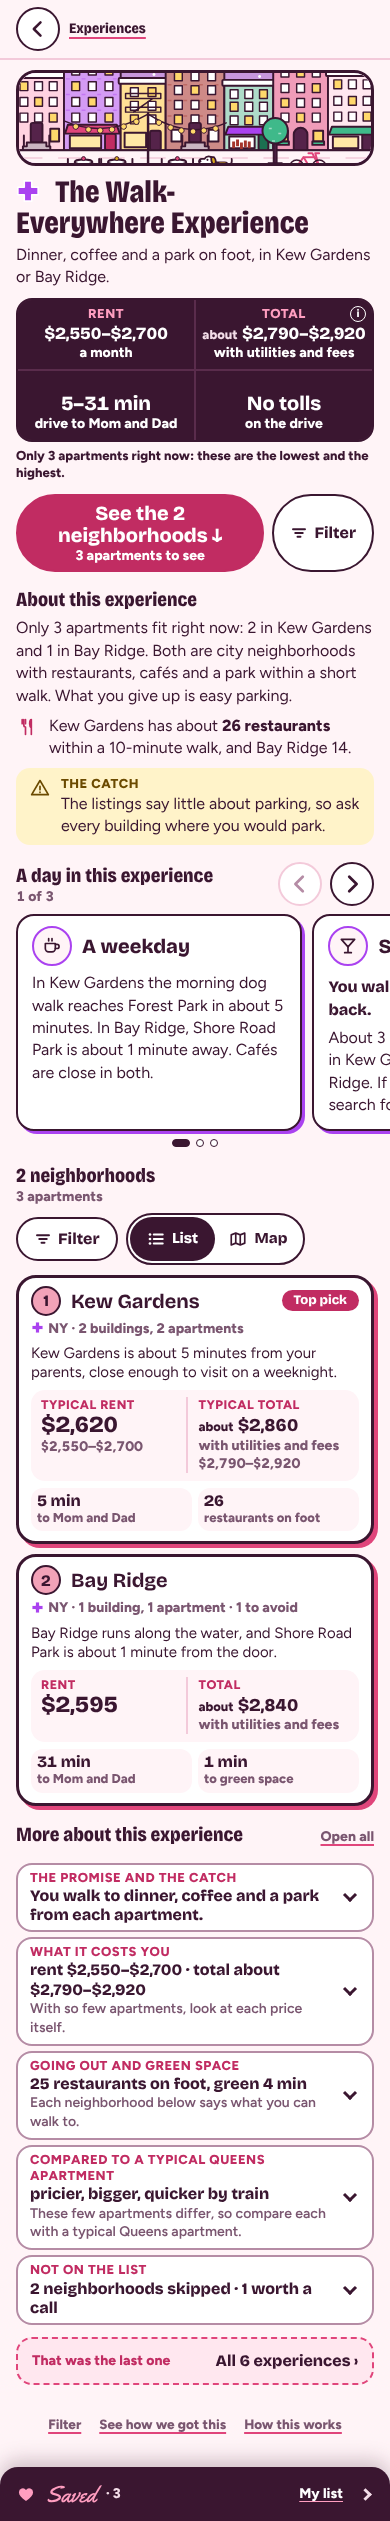 Experiences
The Walk-
Everywhere Experience
Dinner, coffee and a park on foot, in Kew Gardens
or Bay Ridge.
RENT
$2,550–$2,700
a month
TOTAL
about $2,790–$2,920
with utilities and fees
5–31 min
drive to Mom and Dad
No tolls
on the drive
Only 3 apartments right now: these are the lowest and the
highest.
See the 2
neighborhoods ↓
3 apartments to see
Filter
About this experience
Only 3 apartments fit right now: 2 in Kew Gardens
and 1 in Bay Ridge. Both are city neighborhoods
with restaurants, cafés and a park within a short
walk. What you give up is easy parking.
Kew Gardens has about 26 restaurants
within a 10-minute walk, and Bay Ridge 14.
THE CATCH
The listings say little about parking, so ask
every building where you would park.
A day in this experience
1 of 3
A weekday
In Kew Gardens the morning dog
walk reaches Forest Park in about 5
minutes. In Bay Ridge, Shore Road
Park is about 1 minute away. Cafés
are close in both.
S
You wal
back.
About 3
in Kew G
Ridge. If
search fo
2 neighborhoods
3 apartments
Filter
List
Map
1
Kew Gardens
Top pick
NY · 2 buildings, 2 apartments
Kew Gardens is about 5 minutes from your
parents, close enough to visit on a weeknight.
TYPICAL RENT
$2,620
$2,550–$2,700
TYPICAL TOTAL
about $2,860
with utilities and fees
$2,790–$2,920
5 min
to Mom and Dad
26
restaurants on foot
2
Bay Ridge
NY · 1 building, 1 apartment · 1 to avoid
Bay Ridge runs along the water, and Shore Road
Park is about 1 minute from the door.
RENT
$2,595
TOTAL
about $2,840
with utilities and fees
31 min
to Mom and Dad
1 min
to green space
More about this experience
Open all
THE PROMISE AND THE CATCH
You walk to dinner, coffee and a park
from each apartment.
WHAT IT COSTS YOU
rent $2,550–$2,700 · total about
$2,790–$2,920
With so few apartments, look at each price
itself.
GOING OUT AND GREEN SPACE
25 restaurants on foot, green 4 min
Each neighborhood below says what you can
walk to.
COMPARED TO A TYPICAL QUEENS
APARTMENT
pricier, bigger, quicker by train
These few apartments differ, so compare each
with a typical Queens apartment.
NOT ON THE LIST
2 neighborhoods skipped · 1 worth a
call
That was the last one
All 6 experiences ›
Filter
See how we got this
How this works
Saved · 3
My list